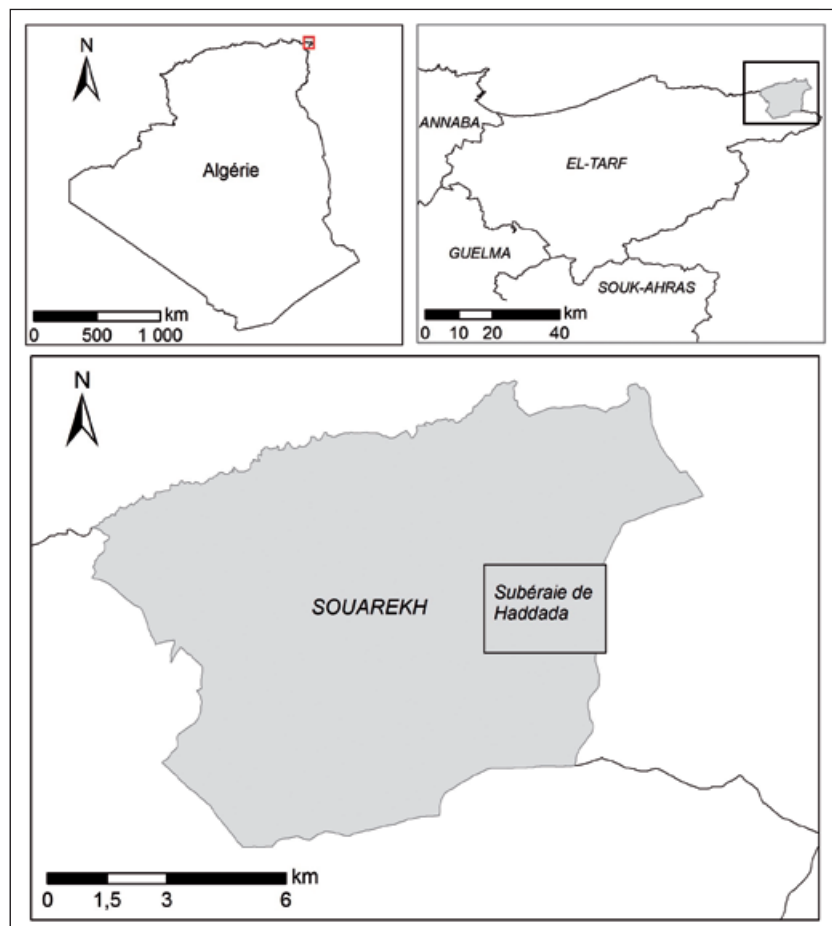 N
Algérie
km
0 500 1 000
ANNABA
EL-TARF
GUELMA
SOUK-AHRAS
km
0 10 20 40
N
SOUAREKH
Subéraie de
Haddada
km
0 1,5 3 6